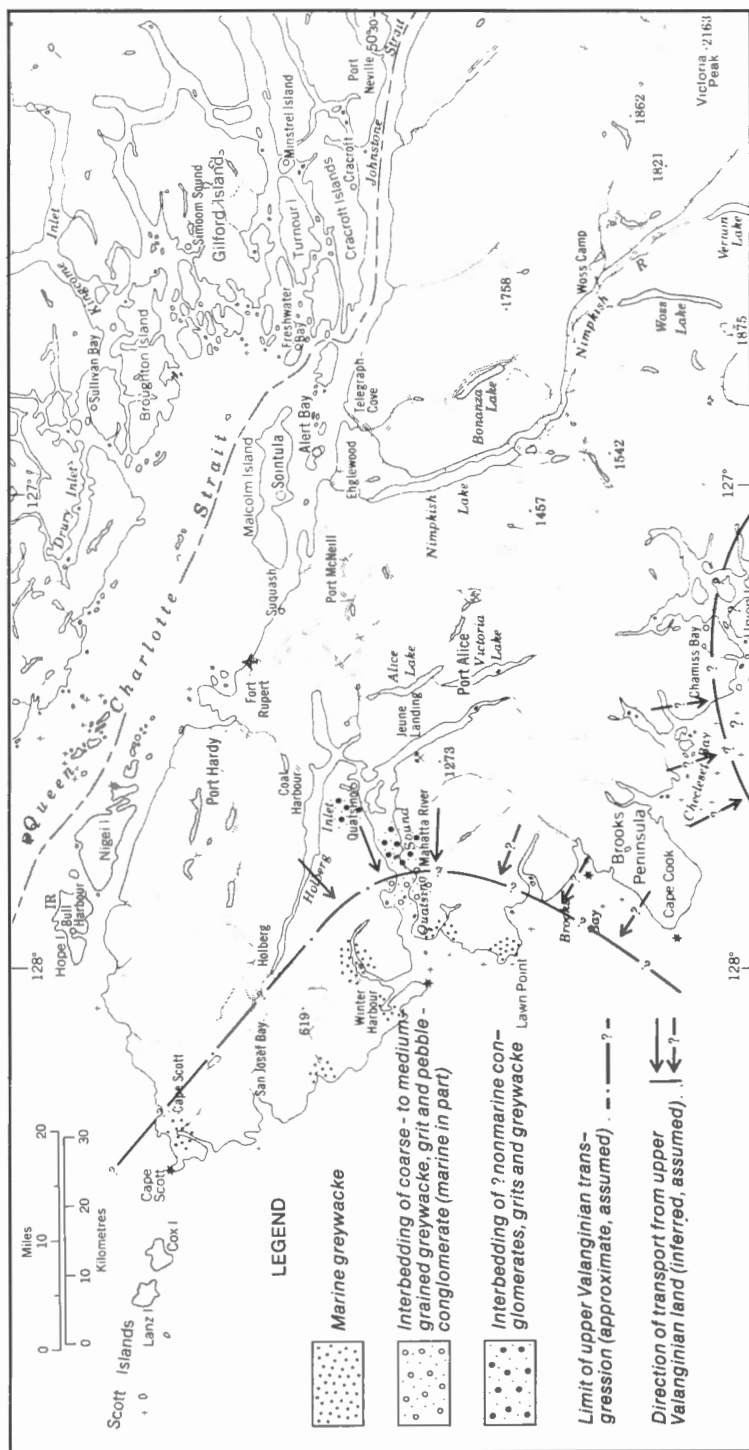 Miles
0
10
20
0
10
20
30
Kilometres
Scott
Islands
Lanz I
Cox I
Cape
Scott
Cape Scott
San Josef Bay
Holberg
619
Winter
Harbour
Hope I
IR
Bull
Harbour
Nigei I
Queen Charlotte Strait
Port Hardy
Fort
Rupert
Coal
Harbour
Holberg
Inlet
Quatsino
Quatsino
Sound
Mahatta River
Jeune
Landing
Alice
Lake
Port Alice
Victoria
Lake
1273
Lawn Point
Brooks
Bay
Brooks
Peninsula
Cape Cook
Checleset Bay
Chamiss Bay
Suquash
Port McNeill
Malcolm Island
Sointula
Alert Bay
Englewood
Telegraph
Cove
Nimpkish
Lake
Bonanza
Lake
1758
1457
1542
Nimpkish
R
Woss Camp
Woss
Lake
1875
Vernon
Lake
1821
1862
Victoria
Peak
2163
Drury Inlet
Sullivan Bay
Broughton Island
Kingcome
Inlet
Simoom Sound
Gilford Island
Freshwater
Bay
Turnour I
Minstrel Island
Cracroft Islands
Cracroft
Port
Neville
Johnstone
Strait
50°30'
127°
127°
128°
128°
LEGEND
Marine greywacke
Interbedding of coarse - to medium-
grained greywacke, grit and pebble -
conglomerate (marine in part)
Interbedding of ? nonmarine con-
glomerates, grits and greywacke
Limit of upper Valanginian trans-
gression (approximate, assumed)
Direction of transport from upper
Valanginian land (inferred, assumed)